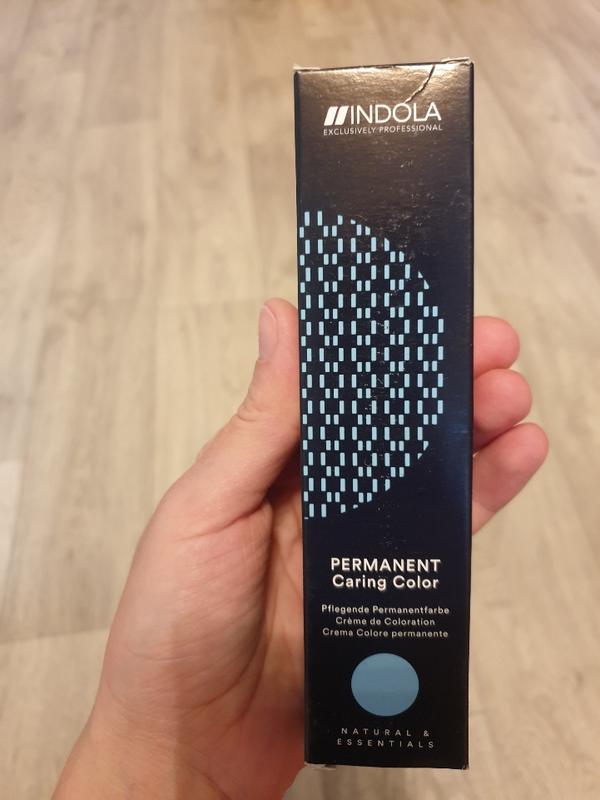 INDOLA
EXCLUSIVELY PROFESSIONAL
PERMANENT
Caring Color
Pflegende Permanentfarbe
Crème de Coloration
Crema Colore permanente
NATURAL &
ESSENTIALS